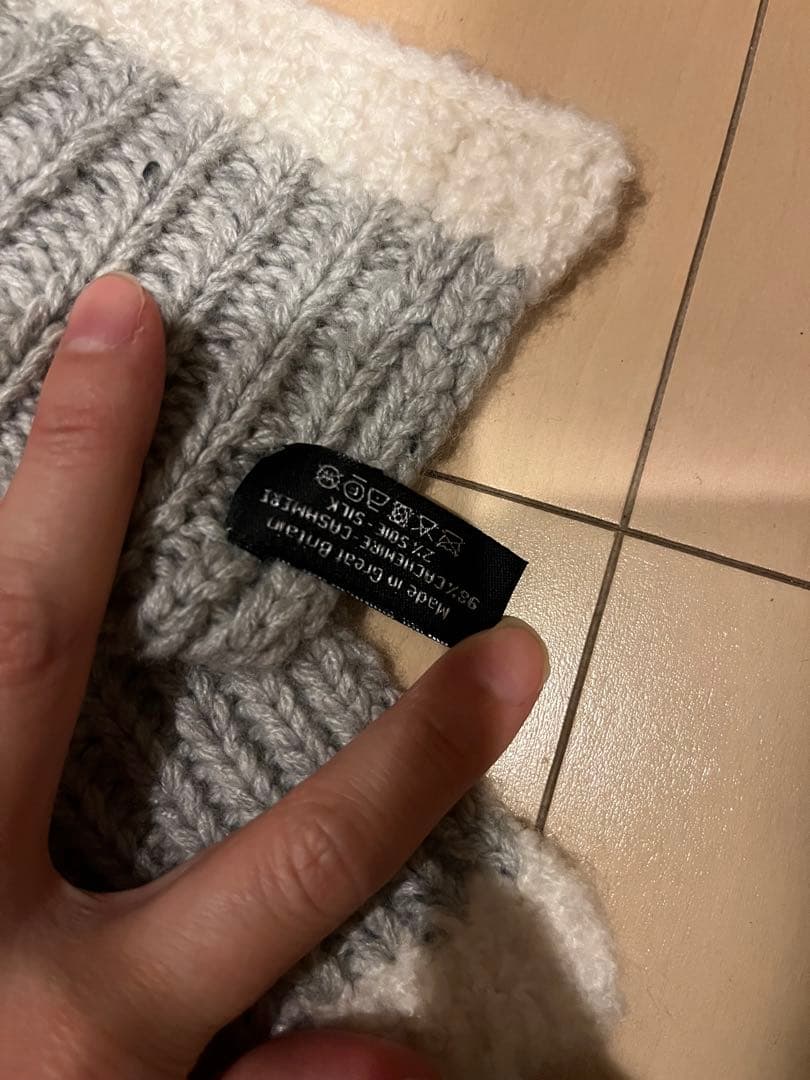 Made in Great Britain
98% CACHEMIRE - CASHMERE
2% SOIE - SILK